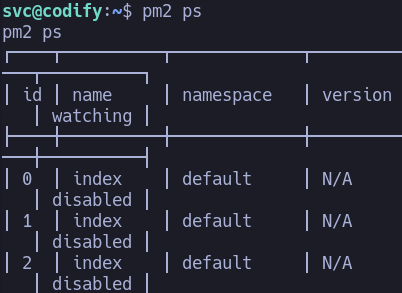 svc@codify:~$ pm2 ps
pm2 ps
│ id │ name │ namespace │ version
│ watching │
│ 0 │ index │ default │ N/A
│ disabled │
│ 1 │ index │ default │ N/A
│ disabled │
│ 2 │ index │ default │ N/A
│ disabled │